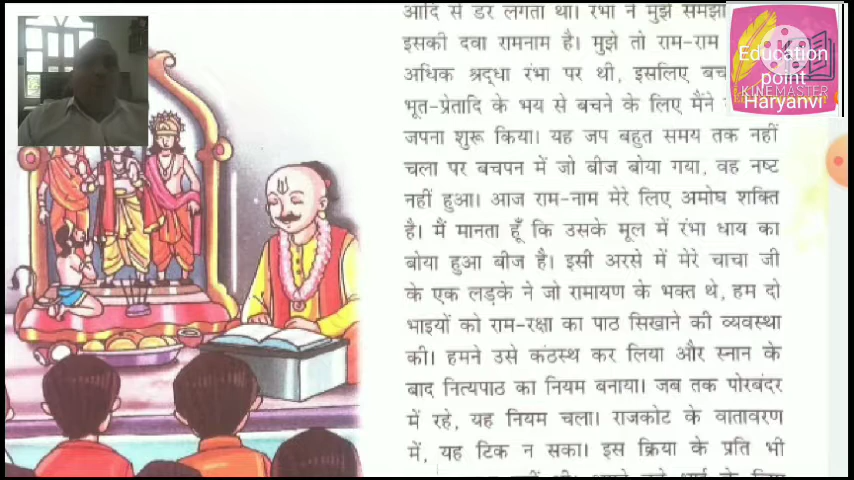 आदि से डर लगता था। रंभा ने मुझे समझा
इसकी दवा रामनाम है। मुझे तो राम-राम
अधिक श्रद्धा रंभा पर थी, इसलिए बच
भूत-प्रेतादि के भय से बचने के लिए मैंने
जपना शुरू किया। यह जप बहुत समय तक नहीं
चला पर बचपन में जो बीज बोया गया, वह नष्ट
नहीं हुआ। आज राम-नाम मेरे लिए अमोघ शक्ति
है। मैं मानता हूँ कि उसके मूल में रंभा धाय का
बोया हुआ बीज है। इसी अरसे में मेरे चाचा जी
के एक लड़के ने जो रामायण के भक्त थे, हम दो
भाइयों को राम-रक्षा का पाठ सिखाने की व्यवस्था
की। हमने उसे कंठस्थ कर लिया और स्नान के
बाद नित्यपाठ का नियम बनाया। जब तक पोरबंदर
में रहे, यह नियम चला। राजकोट के वातावरण
में, यह टिक न सका। इस क्रिया के प्रति भी
Education
point
KINEMASTER
Haryanvi